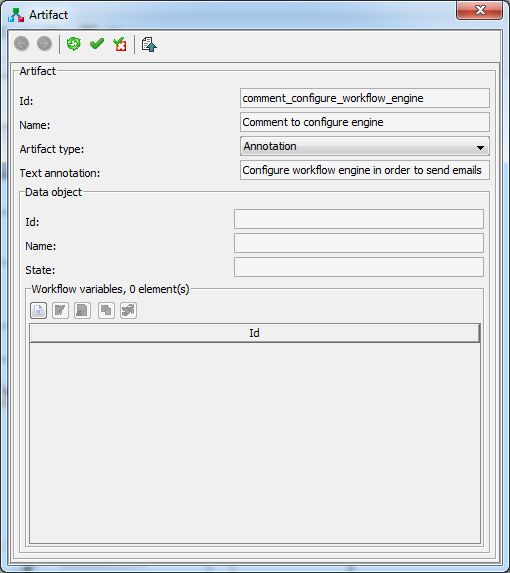 Artifact
Artifact
Id:
comment_configure_workflow_engine
Name:
Comment to configure engine
Artifact type:
Annotation
Text annotation:
Configure workflow engine in order to send emails
Data object
Id:
Name:
State:
Workflow variables, 0 element(s)
Id